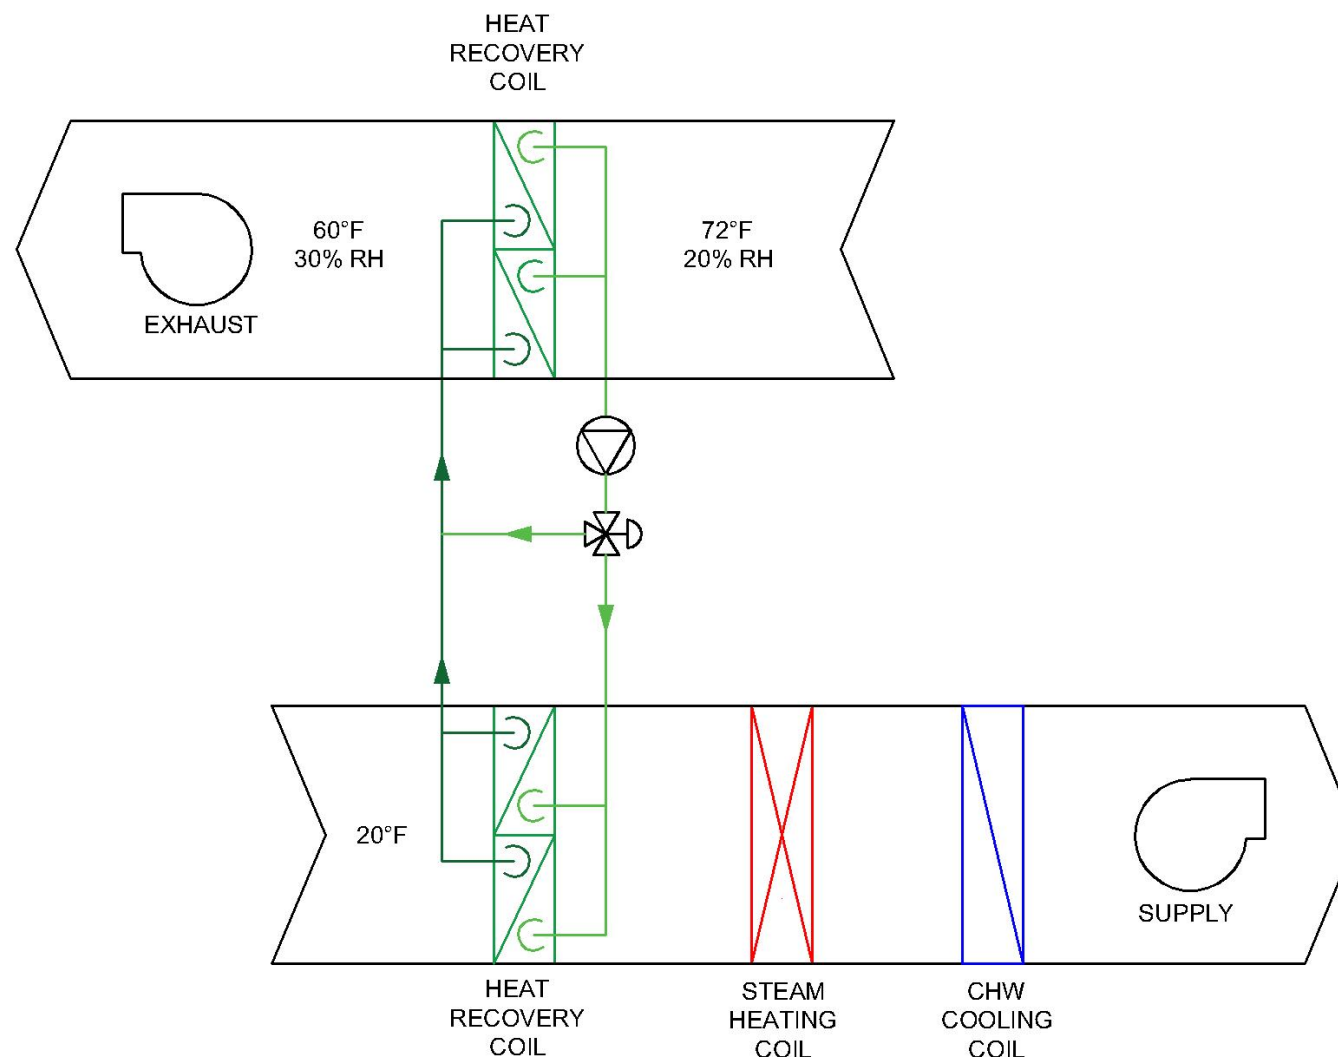 HEAT
RECOVERY
COIL
60°F
30% RH
72°F
20% RH
EXHAUST
20°F
SUPPLY
HEAT
RECOVERY
COIL
STEAM
HEATING
COIL
CHW
COOLING
COIL